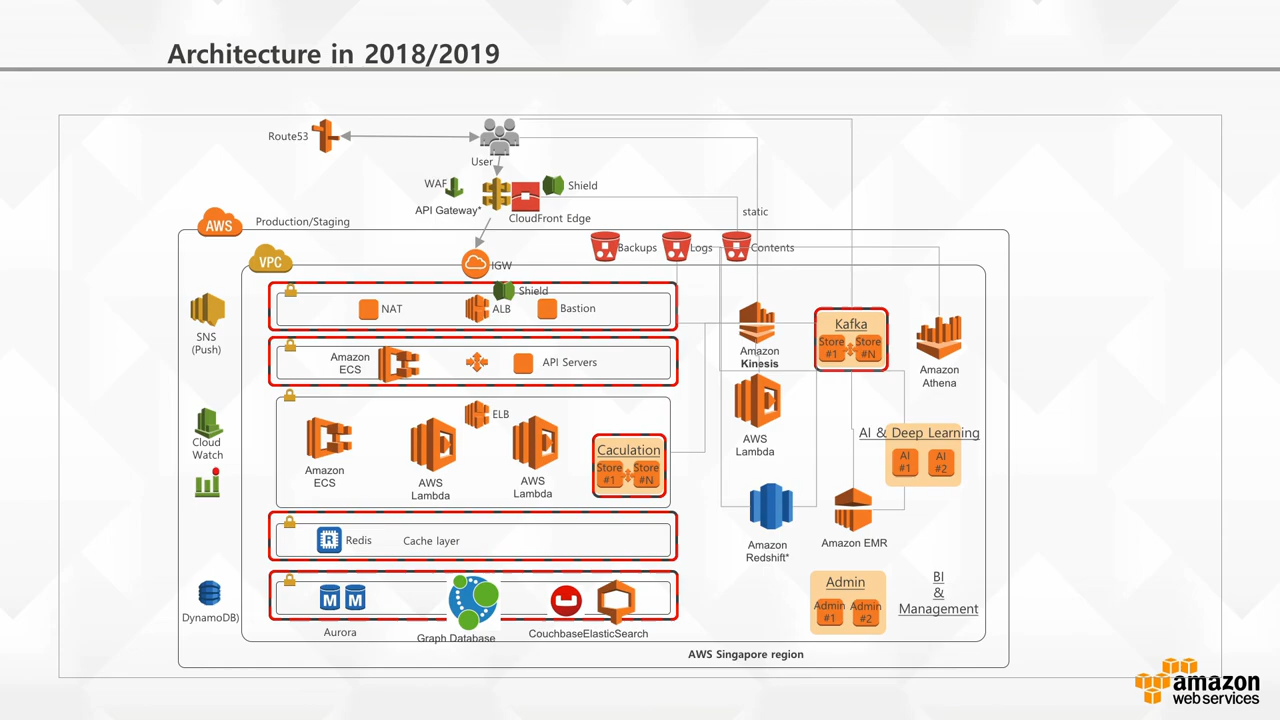 Architecture in 2018/2019
Route53
User
WAF
Shield
API Gateway*
CloudFront Edge
static
AWS
Production/Staging
Backups
Logs
Contents
VPC
IGW
Shield
NAT
ALB
Bastion
SNS
(Push)
Amazon
ECS
API Servers
Amazon
Kinesis
Kafka
Store
#1
Store
#N
Amazon
Athena
ELB
Cloud
Watch
Amazon
ECS
AWS
Lambda
AWS
Lambda
Caculation
Store
#1
Store
#N
AWS
Lambda
AI & Deep Learning
AI
#1
AI
#2
R
Redis
Cache layer
Amazon
Redshift*
Amazon EMR
DynamoDB)
M
M
Aurora
Graph Database
Couchbase
ElasticSearch
Admin
Admin
#1
Admin
#2
BI
&
Management
AWS Singapore region
amazon
web services